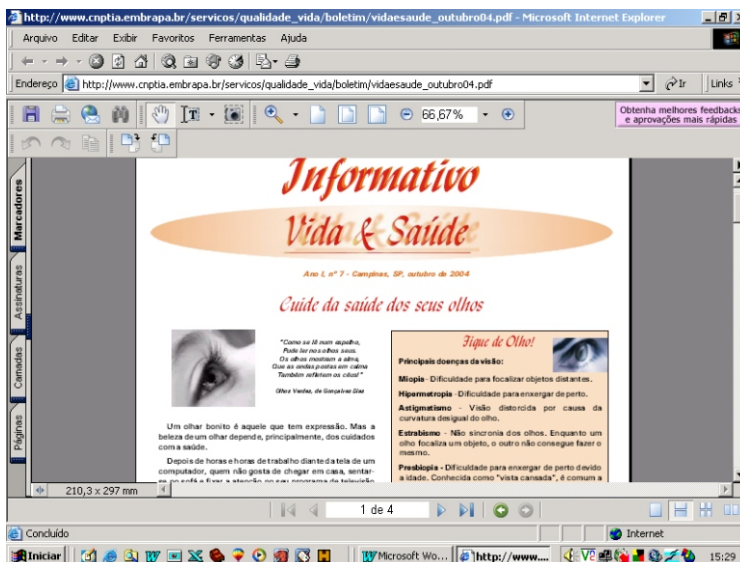 http://www.cnptia.embrapa.br/servicos/qualidade_vida/boletim/vidaesaude_outubro04.pdf - Microsoft Internet Explorer
Arquivo Editar Exibir Favoritos Ferramentas Ajuda
Endereço http://www.cnptia.embrapa.br/servicos/qualidade_vida/boletim/vidaesaude_outubro04.pdf Ir Links
66,67%
Obtenha melhores feedbacks
e aprovações mais rápidas
Marcadores
Assinaturas
Camadas
Páginas
Informativo
Vida & Saúde
Ano I, nº 7 - Campinas, SP, outubro de 2004
Cuide da saúde dos seus olhos
"Como se lê num espelho,
Pude ler nos olhos seus.
Os olhos mostram a alma,
Que as ondas postas em calma
Também refletem os céus!"
Olhos Verdes, de Gonçalves Dias
Um olhar bonito é aquele que tem expressão. Mas a
beleza de um olhar depende, principalmente, dos cuidados
com a saúde.
Depois de horas e horas de trabalho diante da tela de um
computador, quem não gosta de chegar em casa, sentar-
se no sofá e fixar a atenção no seu programa de televisão
Fique de Olho!
Principais doenças da visão:
Miopia - Dificuldade para focalizar objetos distantes.
Hipermetropia - Dificuldade para enxergar de perto.
Astigmatismo - Visão distorcida por causa da
curvatura desigual do olho.
Estrabismo - Não sincronia dos olhos. Enquanto um
olho focaliza um objeto, o outro não consegue fazer o
mesmo.
Presbiopia - Dificuldade para enxergar de perto devido
a idade. Conhecida como "vista cansada", é comum a
210,3 x 297 mm
1 de 4
Concluído Internet
Iniciar Microsoft Wo... http://www.... 15:29